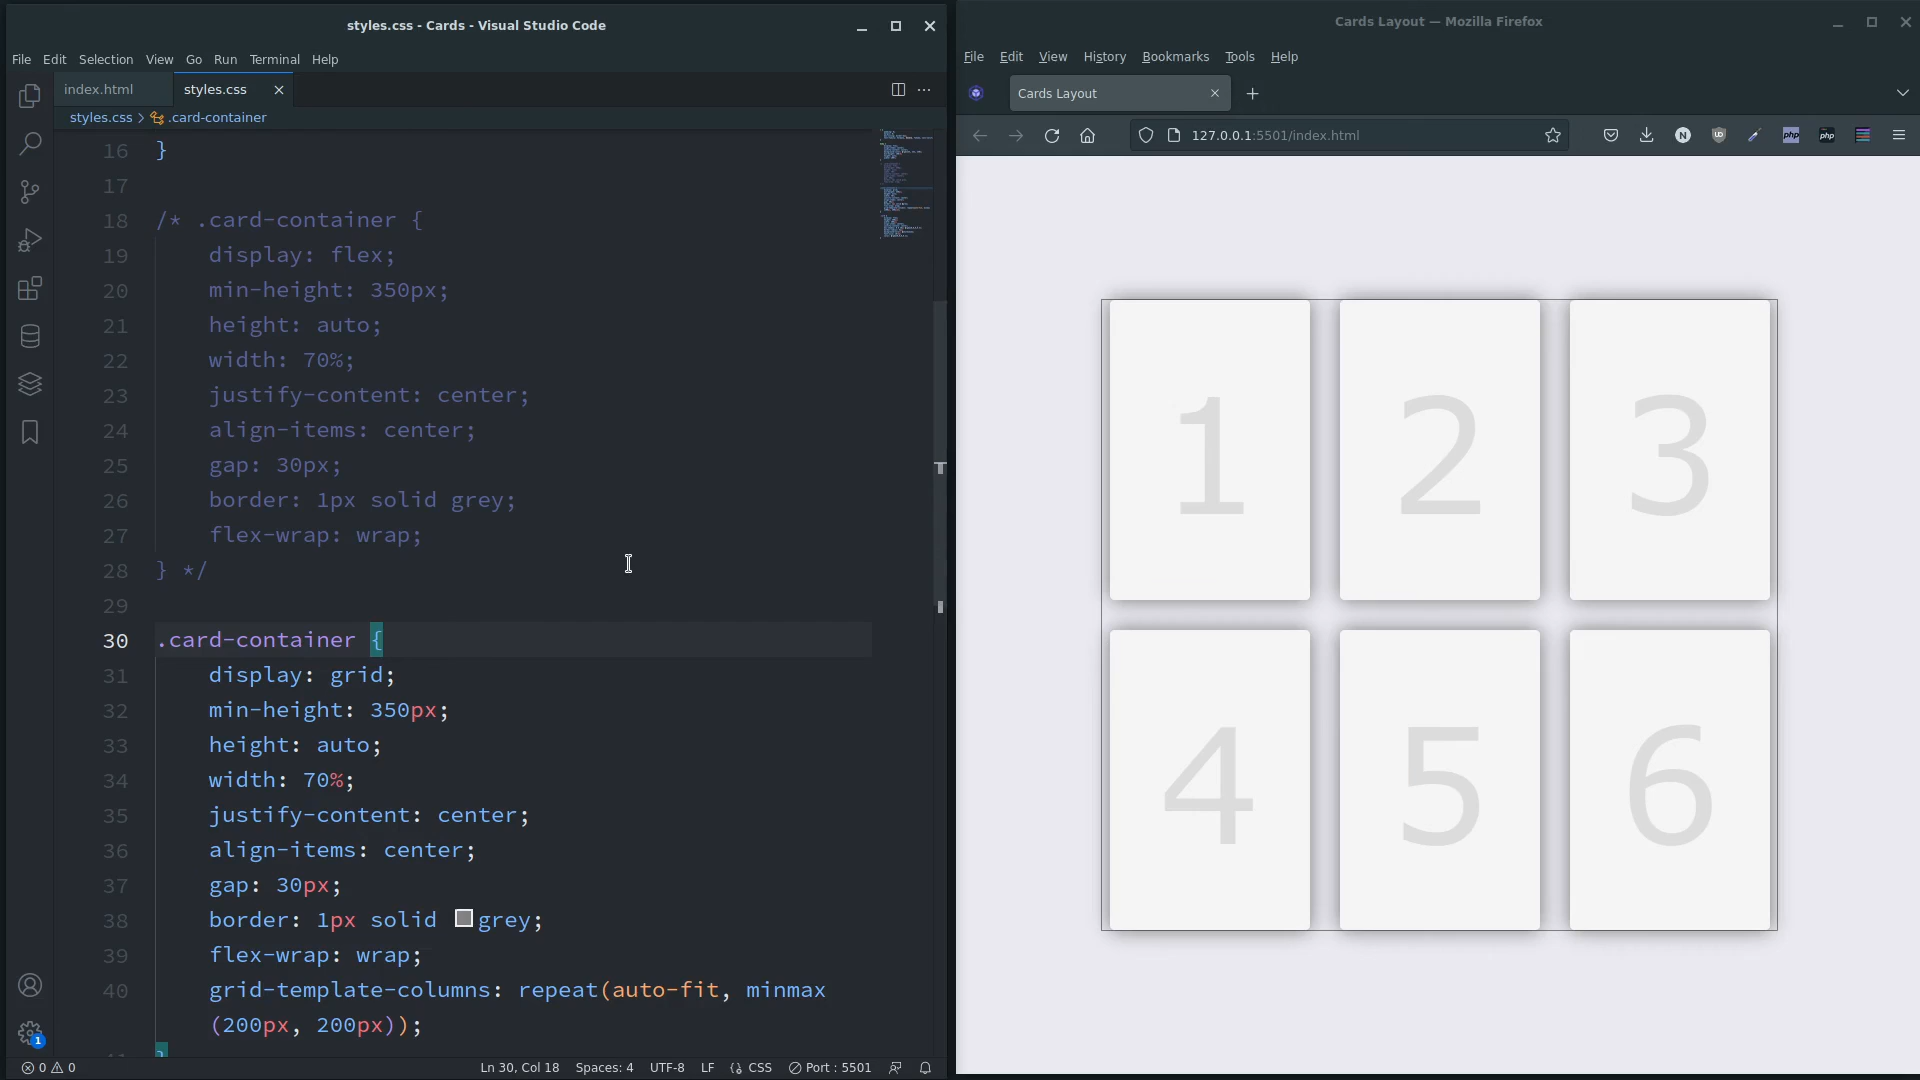 styles.css - Cards - Visual Studio Code
File Edit Selection View Go Run Terminal Help
index.html styles.css
styles.css > .card-container
16 }
17
18 /* .card-container {
19 display: flex;
20 min-height: 350px;
21 height: auto;
22 width: 70%;
23 justify-content: center;
24 align-items: center;
25 gap: 30px;
26 border: 1px solid grey;
27 flex-wrap: wrap;
28 } */
29
30 .card-container {
31 display: grid;
32 min-height: 350px;
33 height: auto;
34 width: 70%;
35 justify-content: center;
36 align-items: center;
37 gap: 30px;
38 border: 1px solid grey;
39 flex-wrap: wrap;
40 grid-template-columns: repeat(auto-fit, minmax
(200px, 200px));
1
0 0 Ln 30, Col 18 Spaces: 4 UTF-8 LF CSS Port : 5501
Cards Layout — Mozilla Firefox
File Edit View History Bookmarks Tools Help
Cards Layout
127.0.0.1:5501/index.html
N php php
1 2 3
4 5 6